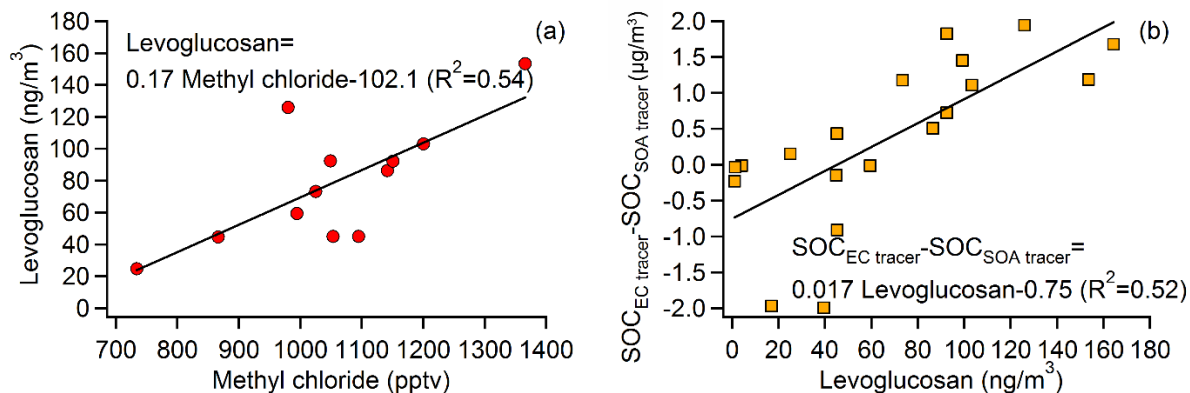 (a)
Levoglucosan=
0.17 Methyl chloride-102.1 (R²=0.54)
Levoglucosan (ng/m³)
180
160
140
120
100
80
60
40
20
0
700 800 900 1000 1100 1200 1300 1400
Methyl chloride (pptv)
(b)
SOC_EC tracer-SOC_SOA tracer (µg/m³)
2.0
1.5
1.0
0.5
0.0
-0.5
-1.0
-1.5
-2.0
SOC_EC tracer-SOC_SOA tracer=
0.017 Levoglucosan-0.75 (R²=0.52)
0 20 40 60 80 100 120 140 160 180
Levoglucosan (ng/m³)